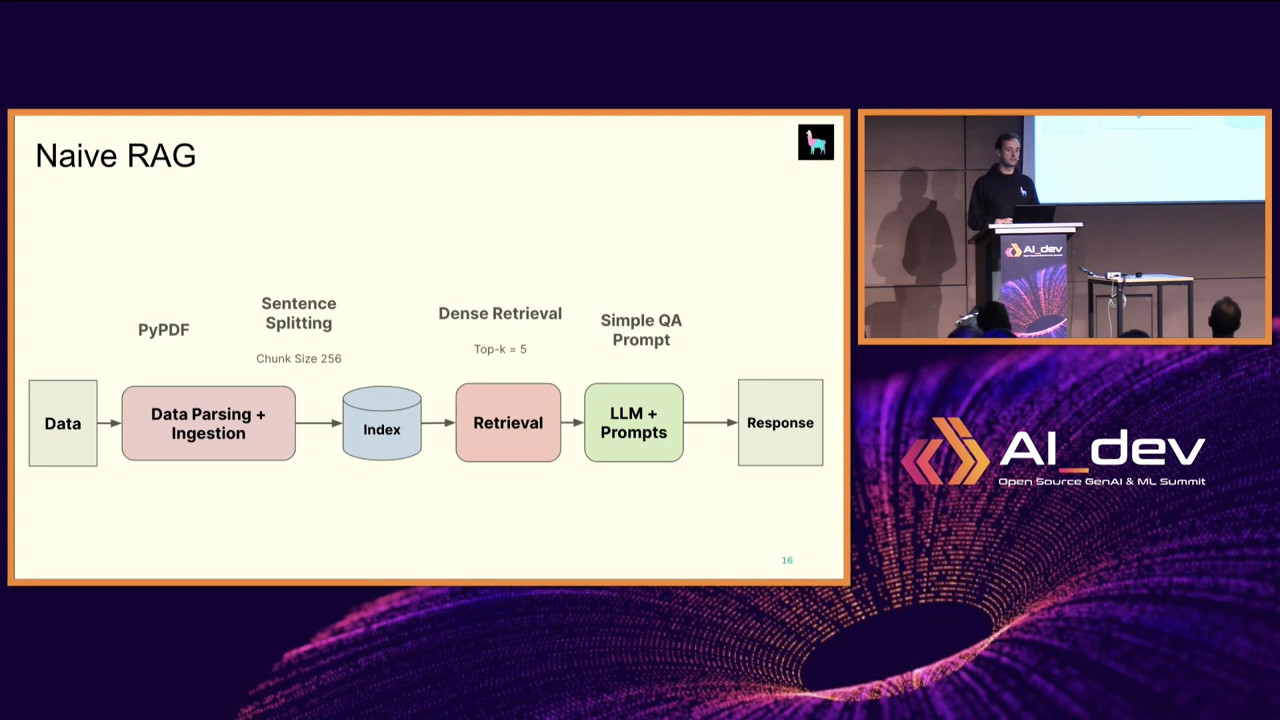 Naive RAG
PyPDF
Sentence
Splitting
Chunk Size 256
Dense Retrieval
Top-k = 5
Simple QA
Prompt
Data
Data Parsing +
Ingestion
Index
Retrieval
LLM +
Prompts
Response
16
AI_dev
AI_dev
Open Source GenAI & ML Summit